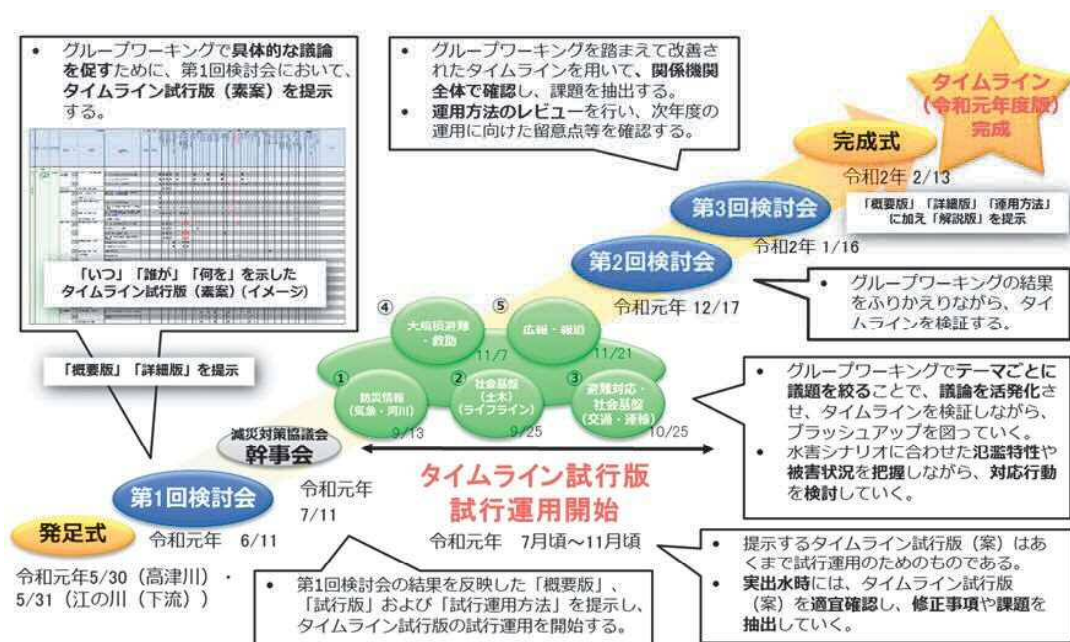 • グループワーキングで具体的な議論
を促すために、第1回検討会において、
タイムライン試行版（素案）を提示
する。
「いつ」「誰が」「何を」を示した
タイムライン試行版（素案）（イメージ）
「概要版」「詳細版」を提示
• グループワーキングを踏まえて改善さ
れたタイムラインを用いて、関係機関
全体で確認し、課題を抽出する。
• 運用方法のレビューを行い、次年度の
運用に向けた留意点等を確認する。
タイムライン
（令和元年度版）
完成
完成式
令和2年 2/13
「概要版」「詳細版」「運用方法」
に加え「解説版」を提示
第3回検討会
令和2年 1/16
第2回検討会
令和元年 12/17
• グループワーキングの結果
をふりかえりながら、タイ
ムラインを検証する。
④
大規模避難
・救助
11/7
⑤
広報・報道
11/21
①
防災情報
（気象・河川）
9/13
②
社会基盤
（土木）
（ライフライン）
9/25
③
避難対応・
社会基盤
（交通・運輸）
10/25
• グループワーキングでテーマごとに
議題を絞ることで、議論を活発化さ
せ、タイムラインを検証しながら、
ブラッシュアップを図っていく。
• 水害シナリオに合わせた氾濫特性や
被害状況を把握しながら、対応行動
を検討していく。
減災対策協議会
幹事会
令和元年
7/11
タイムライン試行版
試行運用開始
令和元年 7月頃～11月頃
第1回検討会
令和元年 6/11
発足式
令和元年5/30（高津川）・
5/31（江の川（下流））
• 第1回検討会の結果を反映した「概要版」、
「試行版」および「試行運用方法」を提示し、
タイムライン試行版の試行運用を開始する。
• 提示するタイムライン試行版（案）はあ
くまで試行運用のためのものである。
• 実出水時には、タイムライン試行版
（案）を適宜確認し、修正事項や課題を
抽出していく。